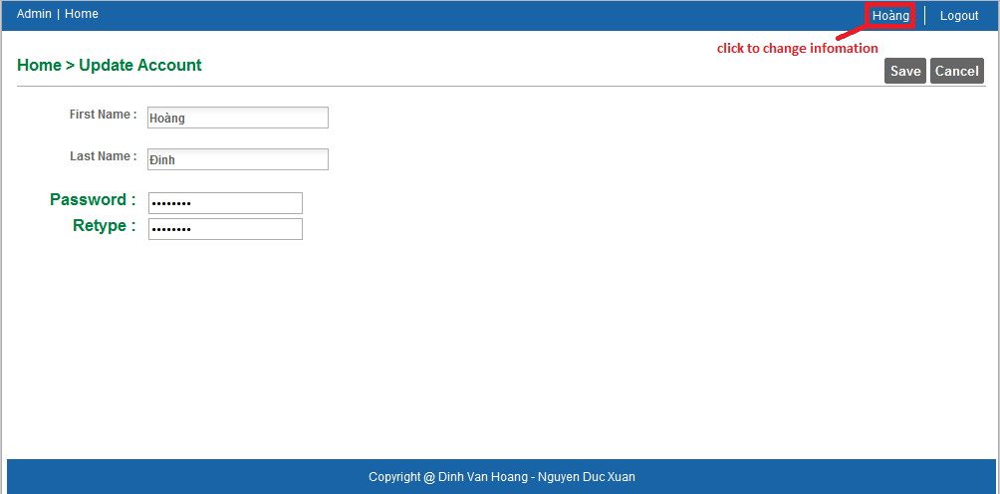 Admin | Home
Hoàng | Logout
click to change infomation
Home > Update Account
Save Cancel
First Name : Hoàng
Last Name : Đinh
Password : ••••••••
Retype : ••••••••
Copyright @ Dinh Van Hoang - Nguyen Duc Xuan